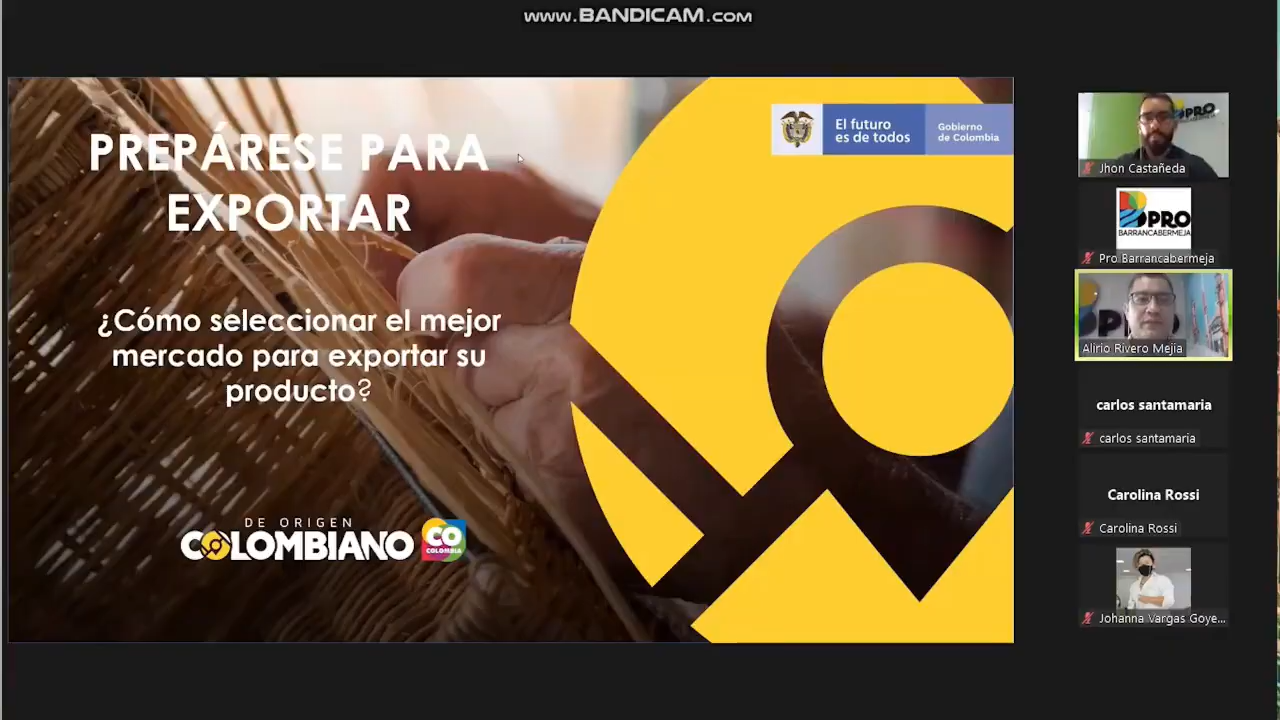 www.BANDICAM.com
PREPÁRESE PARA
EXPORTAR
¿Cómo seleccionar el mejor
mercado para exportar su
producto?
DE ORIGEN
COLOMBIANO
CO
COLOMBIA
El futuro
es de todos
Gobierno
de Colombia
PRO
Jhon Castañeda
PRO
BARRANCABERMEJA
Pro Barrancabermeja
Alirio Rivero Mejia
carlos santamaria
carlos santamaria
Carolina Rossi
Carolina Rossi
Johanna Vargas Goye...